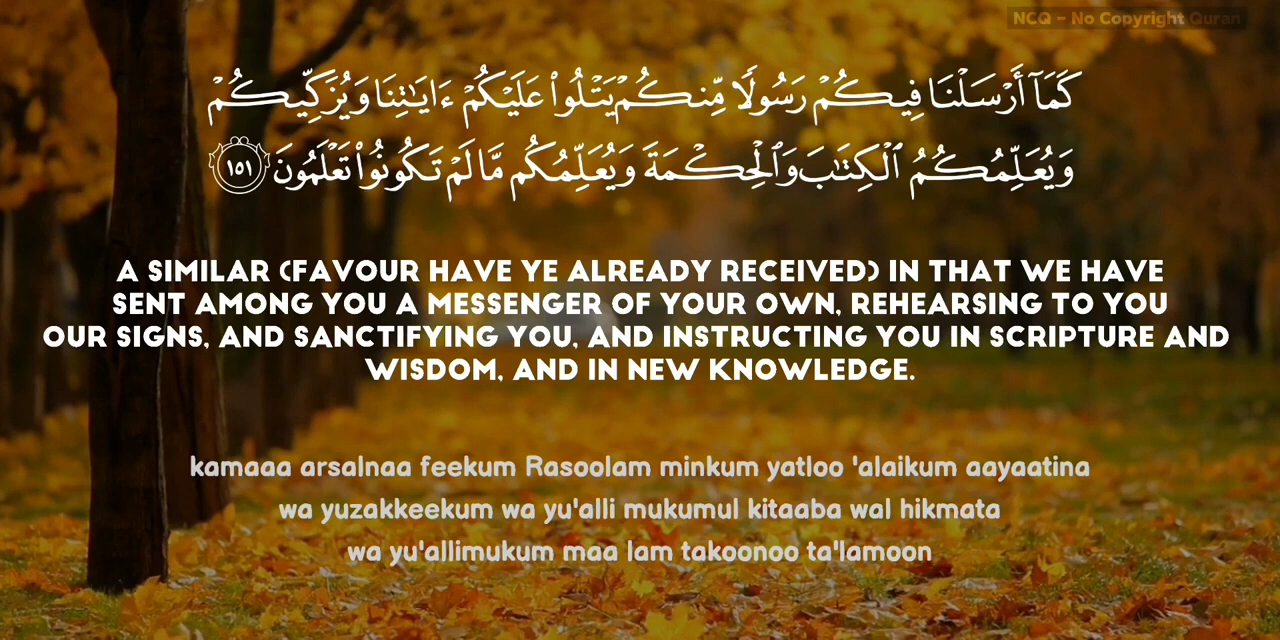 NCQ - No Copyright Quran
كَمَآ أَرْسَلْنَا فِيكُمْ رَسُولًا مِّنكُمْ يَتْلُوا۟ عَلَيْكُمْ ءَايَـٰتِنَا وَيُزَكِّيكُمْ
وَيُعَلِّمُكُمُ ٱلْكِتَـٰبَ وَٱلْحِكْمَةَ وَيُعَلِّمُكُم مَّا لَمْ تَكُونُوا۟ تَعْلَمُونَ ١٥١
A SIMILAR (FAVOUR HAVE YE ALREADY RECEIVED) IN THAT WE HAVE
SENT AMONG YOU A MESSENGER OF YOUR OWN, REHEARSING TO YOU
OUR SIGNS, AND SANCTIFYING YOU, AND INSTRUCTING YOU IN SCRIPTURE AND
WISDOM, AND IN NEW KNOWLEDGE.
kamaaa arsalnaa feekum Rasoolam minkum yatloo 'alaikum aayaatina
wa yuzakkeekum wa yu'alli mukumul kitaaba wal hikmata
wa yu'allimukum maa lam takoonoo ta'lamoon